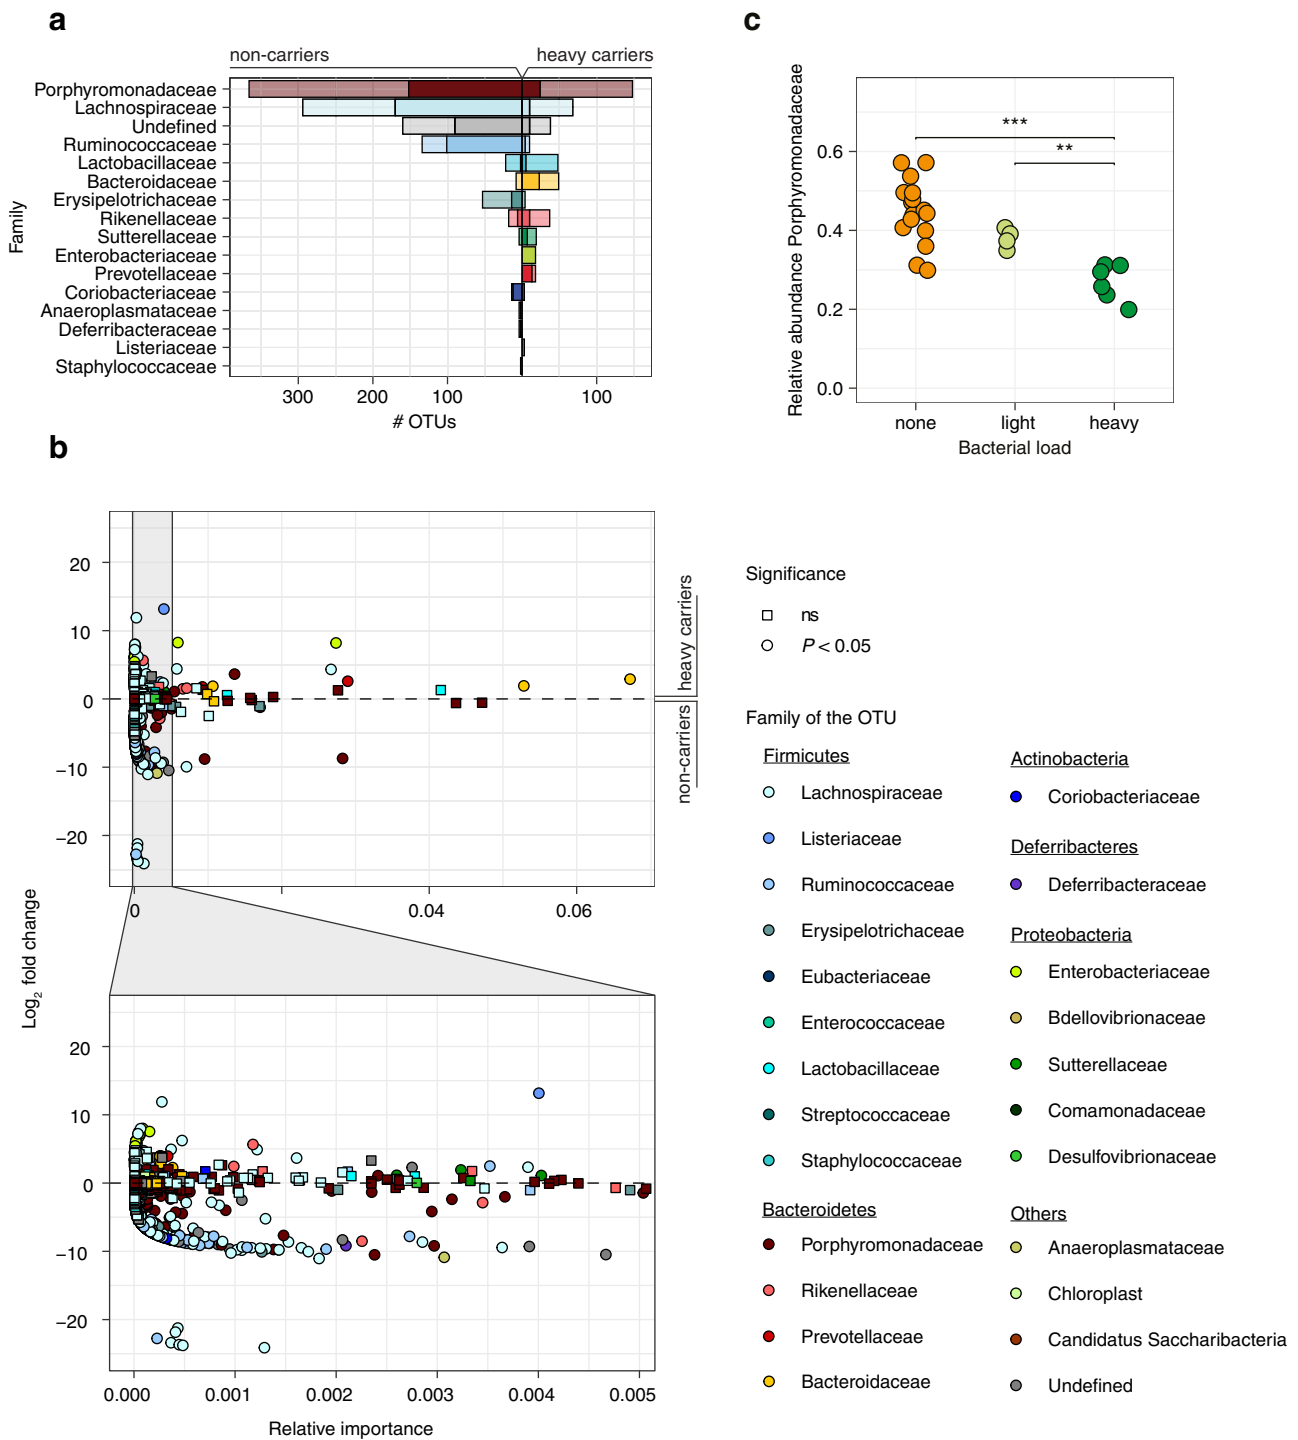 a
non-carriers
heavy carriers
Family
Porphyromonadaceae
Lachnospiraceae
Undefined
Ruminococcaceae
Lactobacillaceae
Bacteroidaceae
Erysipelotrichaceae
Rikenellaceae
Sutterellaceae
Enterobacteriaceae
Prevotellaceae
Coriobacteriaceae
Anaeroplasmataceae
Deferribacteraceae
Listeriaceae
Staphylococcaceae
300 200 100 100
# OTUs
c
Relative abundance Porphyromonadaceae
0.6
0.4
0.2
0.0
***
**
none light heavy
Bacterial load
b
Log2 fold change
20
10
0
−10
−20
heavy carriers
non-carriers
0 0.04 0.06
20
10
0
−10
−20
0.000 0.001 0.002 0.003 0.004 0.005
Relative importance
Significance
ns
P < 0.05
Family of the OTU
Firmicutes
Lachnospiraceae
Listeriaceae
Ruminococcaceae
Erysipelotrichaceae
Eubacteriaceae
Enterococcaceae
Lactobacillaceae
Streptococcaceae
Staphylococcaceae
Bacteroidetes
Porphyromonadaceae
Rikenellaceae
Prevotellaceae
Bacteroidaceae
Actinobacteria
Coriobacteriaceae
Deferribacteres
Deferribacteraceae
Proteobacteria
Enterobacteriaceae
Bdellovibrionaceae
Sutterellaceae
Comamonadaceae
Desulfovibrionaceae
Others
Anaeroplasmataceae
Chloroplast
Candidatus Saccharibacteria
Undefined